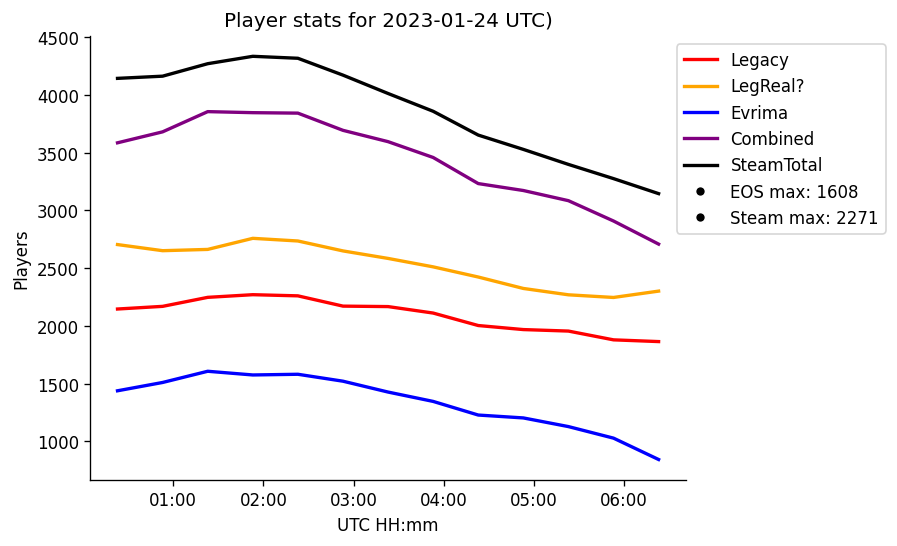 Player stats for 2023-01-24 UTC)
4500
4000
3500
3000
2500
2000
1500
1000
Players
01:00 02:00 03:00 04:00 05:00 06:00
UTC HH:mm
Legacy
LegReal?
Evrima
Combined
SteamTotal
EOS max: 1608
Steam max: 2271